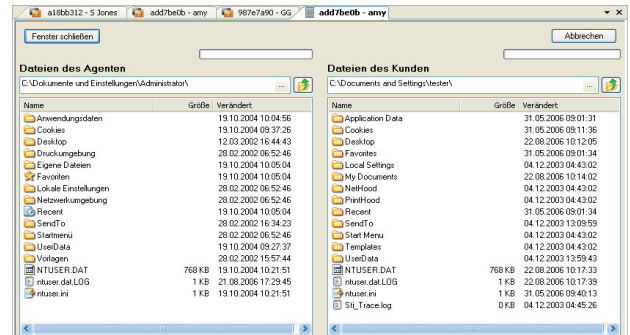 a18bb312 - S Jones add7be0b - amy 987e7a90 - GG add7be0b - amy
Fenster schließen Abbrechen
Dateien des Agenten
C:\Dokumente und Einstellungen\Administrator\ ...
Name Größe Verändert
Anwendungsdaten 19.10.2004 10:04:56
Cookies 19.10.2004 09:37:26
Desktop 12.03.2002 16:44:43
Druckumgebung 28.02.2002 06:52:46
Eigene Dateien 19.10.2004 10:05:04
Favoriten 19.10.2004 10:05:04
Lokale Einstellungen 28.02.2002 06:52:46
Netzwerkumgebung 28.02.2002 06:52:46
Recent 19.10.2004 10:05:04
SendTo 28.02.2002 16:34:23
Startmenü 28.02.2002 06:52:46
UserData 19.10.2004 09:27:37
Vorlagen 28.02.2002 15:57:44
NTUSER.DAT 768 KB 19.10.2004 10:21:51
ntuser.dat.LOG 1 KB 21.08.2006 17:29:45
ntuser.ini 1 KB 19.10.2004 10:21:51
Dateien des Kunden
C:\Documents and Settings\tester\ ...
Name Größe Verändert
Application Data 31.05.2006 09:01:31
Cookies 31.05.2006 09:11:36
Desktop 22.08.2006 10:12:05
Favorites 31.05.2006 09:01:34
Local Settings 04.12.2003 04:43:02
My Documents 22.08.2006 10:14:02
NetHood 04.12.2003 04:43:02
PrintHood 04.12.2003 04:43:02
Recent 31.05.2006 09:01:34
SendTo 04.12.2003 13:09:59
Start Menu 04.12.2003 04:43:02
Templates 04.12.2003 04:43:02
UserData 04.12.2003 13:59:43
NTUSER.DAT 768 KB 22.08.2006 10:17:33
ntuser.dat.LOG 1 KB 22.08.2006 10:17:39
ntuser.ini 1 KB 31.05.2006 09:40:13
Sti_Trace.log 0 KB 04.12.2003 04:45:26